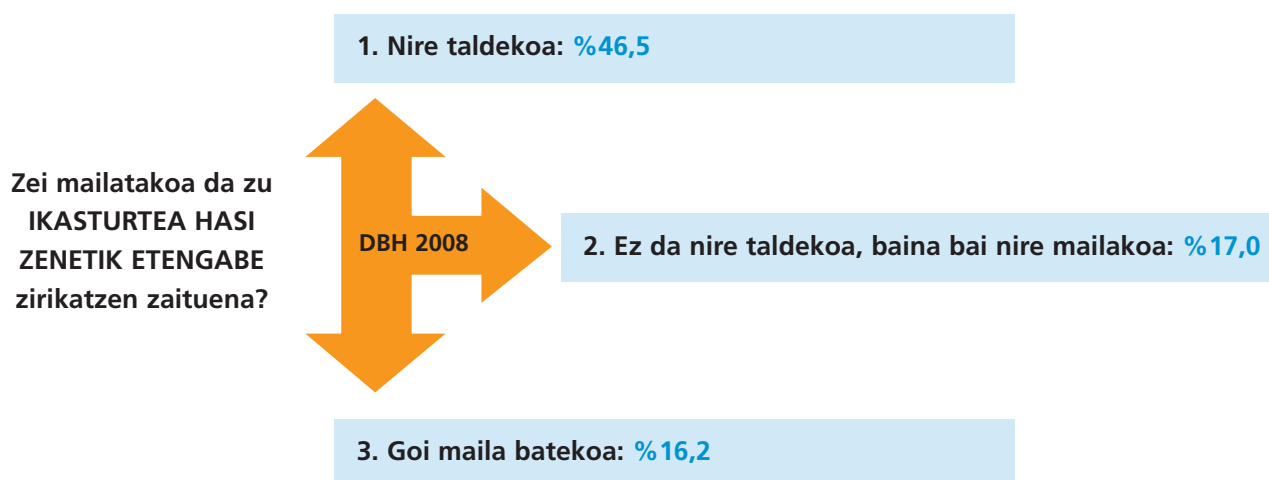 1. Nire taldekoa: %46,5
Zei mailatakoa da zu
IKASTURTEA HASI
ZENETIK ETENGABE
zirikatzen zaituena?
DBH 2008
2. Ez da nire taldekoa, baina bai nire mailakoa: %17,0
3. Goi maila batekoa: %16,2